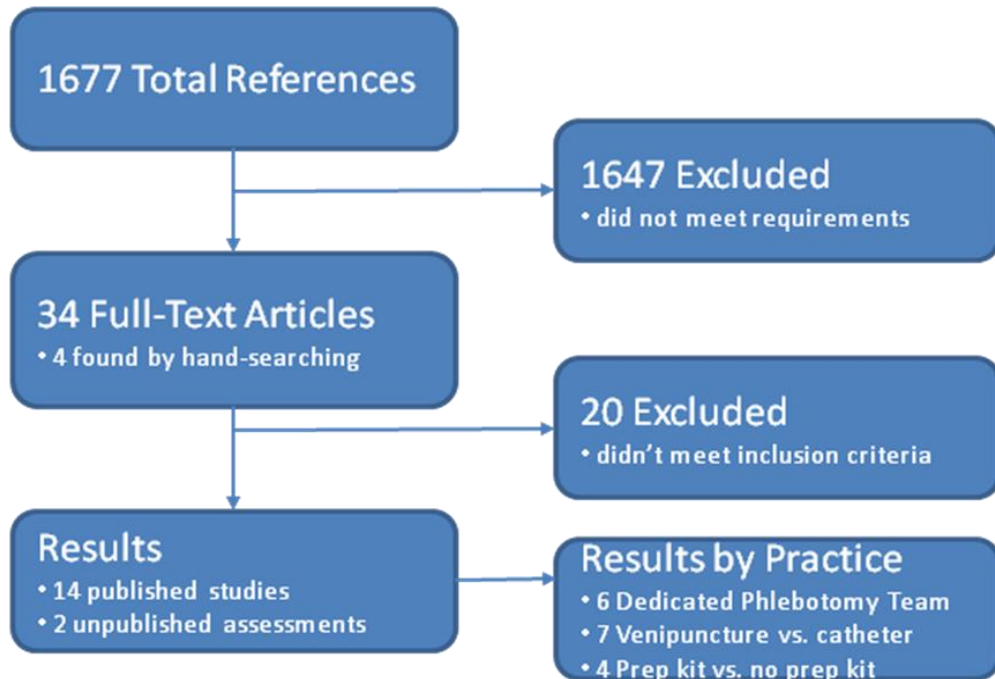 1677 Total References
1647 Excluded
• did not meet requirements
34 Full-Text Articles
• 4 found by hand-searching
20 Excluded
• didn't meet inclusion criteria
Results
• 14 published studies
• 2 unpublished assessments
Results by Practice
• 6 Dedicated Phlebotomy Team
• 7 Venipuncture vs. catheter
• 4 Prep kit vs. no prep kit